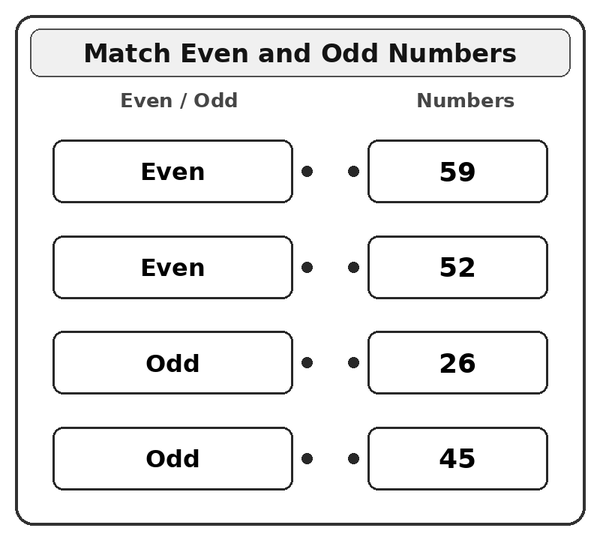 Match Even and Odd Numbers
Even / Odd Numbers
Even 59
Even 52
Odd 26
Odd 45